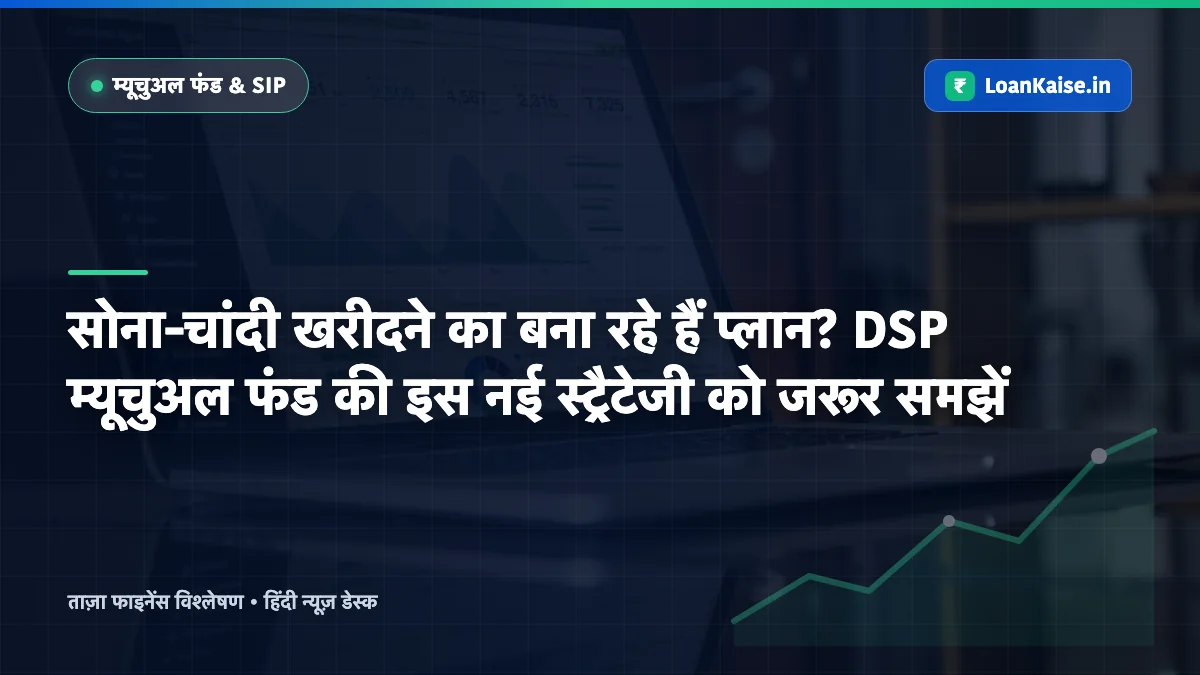 म्यूचुअल फंड & SIP
₹ LoanKaise.in
सोना-चांदी खरीदने का बना रहे हैं प्लान? DSP
म्यूचुअल फंड की इस नई स्ट्रैटेजी को जरूर समझें
ताज़ा फाइनेंस विश्लेषण • हिंदी न्यूज़ डेस्क